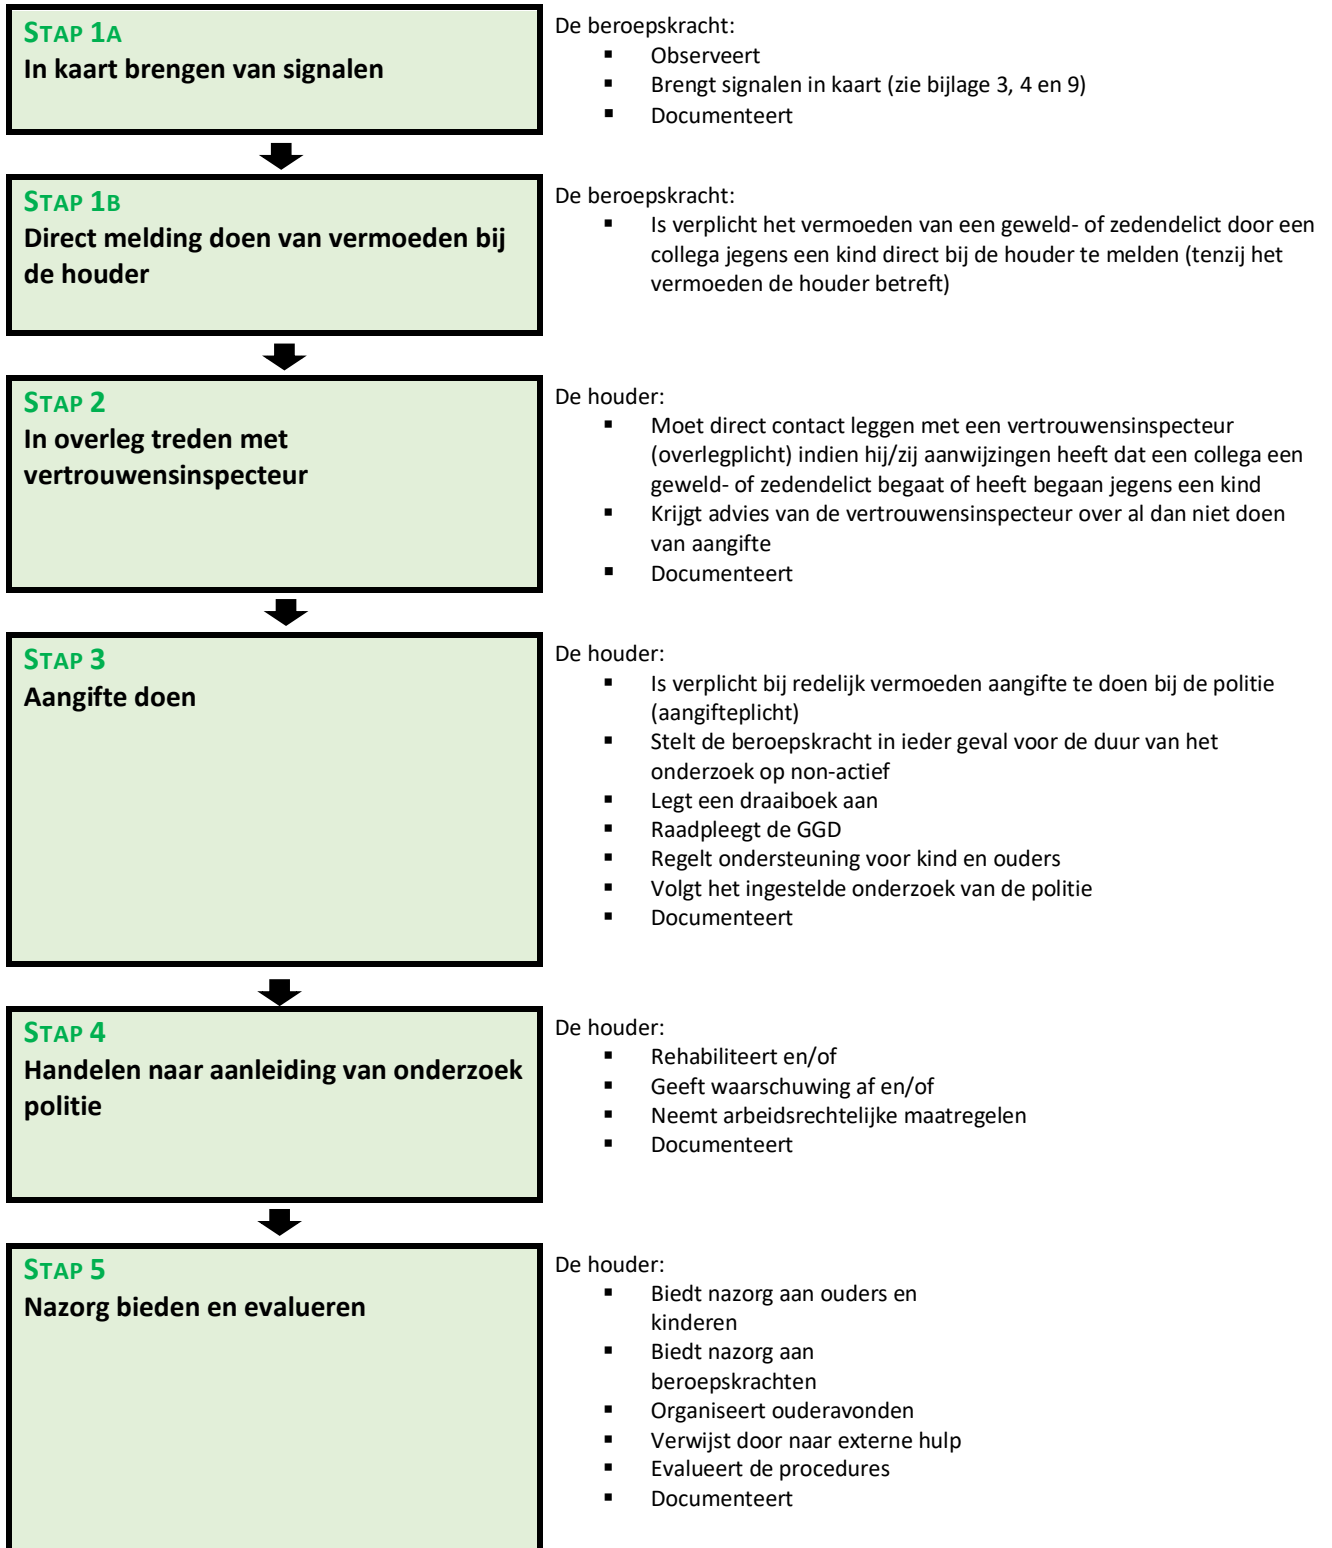 STAP 1A
In kaart brengen van signalen
De beroepskracht:
▪ Observeert
▪ Brengt signalen in kaart (zie bijlage 3, 4 en 9)
▪ Documenteert
STAP 1B
Direct melding doen van vermoeden bij
de houder
De beroepskracht:
▪ Is verplicht het vermoeden van een geweld- of zedendelict door een
collega jegens een kind direct bij de houder te melden (tenzij het
vermoeden de houder betreft)
STAP 2
In overleg treden met
vertrouwensinspecteur
De houder:
▪ Moet direct contact leggen met een vertrouwensinspecteur
(overlegplicht) indien hij/zij aanwijzingen heeft dat een collega een
geweld- of zedendelict begaat of heeft begaan jegens een kind
▪ Krijgt advies van de vertrouwensinspecteur over al dan niet doen
van aangifte
▪ Documenteert
STAP 3
Aangifte doen
De houder:
▪ Is verplicht bij redelijk vermoeden aangifte te doen bij de politie
(aangifteplicht)
▪ Stelt de beroepskracht in ieder geval voor de duur van het
onderzoek op non-actief
▪ Legt een draaiboek aan
▪ Raadpleegt de GGD
▪ Regelt ondersteuning voor kind en ouders
▪ Volgt het ingestelde onderzoek van de politie
▪ Documenteert
STAP 4
Handelen naar aanleiding van onderzoek
politie
De houder:
▪ Rehabiliteert en/of
▪ Geeft waarschuwing af en/of
▪ Neemt arbeidsrechtelijke maatregelen
▪ Documenteert
STAP 5
Nazorg bieden en evalueren
De houder:
▪ Biedt nazorg aan ouders en
kinderen
▪ Biedt nazorg aan
beroepskrachten
▪ Organiseert ouderavonden
▪ Verwijst door naar externe hulp
▪ Evalueert de procedures
▪ Documenteert